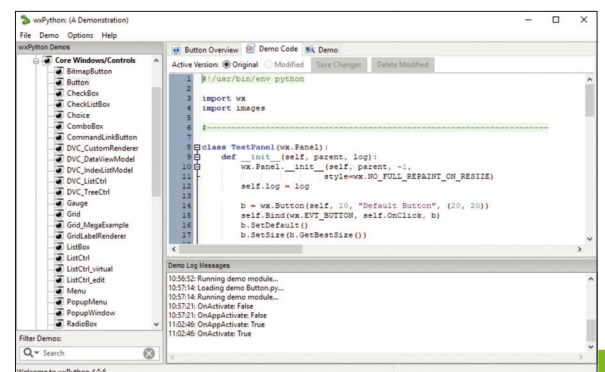 wxPython: (A Demonstration)
File Demo Options Help
wxPython Demos
Core Windows/Controls
BitmapButton
Button
CheckBox
CheckListBox
Choice
ComboBox
CommandLinkButton
DVC_CustomRenderer
DVC_DataViewModel
DVC_IndexListModel
DVC_ListCtrl
DVC_TreeCtrl
Gauge
Grid
Grid_MegaExample
GridLabelRenderer
ListBox
ListCtrl
ListCtrl_virtual
ListCtrl_edit
Menu
PopupMenu
PopupWindow
RadioBox
Filter Demos:
Search
Button Overview Demo Code Demo
Active Version: Original Modified Save Changes Delete Modified
1 #!/usr/bin/env python
2
3 import wx
4 import images
5
6 #----------------------------------------------------------------------
7
8 class TestPanel(wx.Panel):
9 def __init__(self, parent, log):
10 wx.Panel.__init__(self, parent, -1,
11 style=wx.NO_FULL_REPAINT_ON_RESIZE)
12 self.log = log
13
14 b = wx.Button(self, 10, "Default Button", (20, 20))
15 self.Bind(wx.EVT_BUTTON, self.OnClick, b)
16 b.SetDefault()
17 b.SetSize(b.GetBestSize())
Demo Log Messages
10:56:52: Running demo module...
10:57:14: Loading demo Button.py...
10:57:14: Running demo module...
10:57:21: OnActivate: False
10:57:21: OnAppActivate: False
11:02:46: OnAppActivate: True
11:02:46: OnActivate: True
Welcome to wxPython 4.0.6